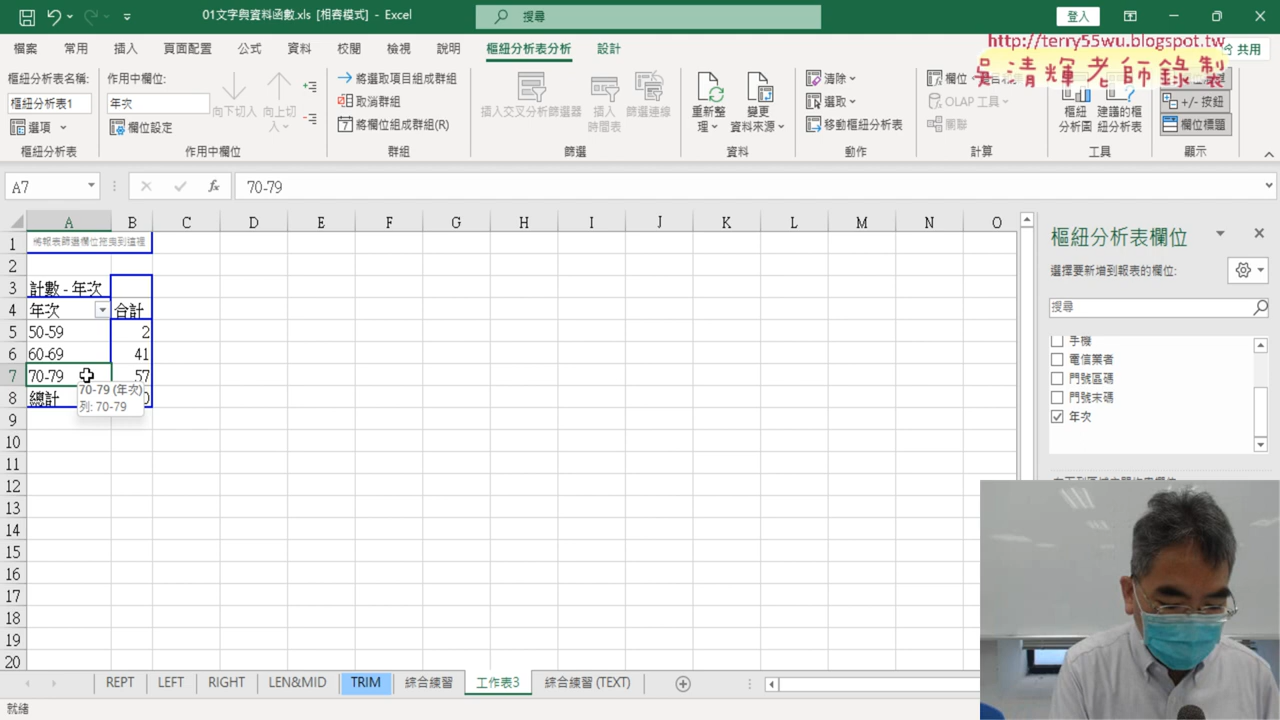 01文字與資料函數.xls [相容模式] - Excel
搜尋
登入
http://terry55wu.blogspot.tw
吳清輝老師錄製
檔案 常用 插入 頁面配置 公式 資料 校閱 檢視 說明 樞紐分析表分析 設計 共用
樞紐分析表名稱: 作用中欄位:
樞紐分析表1 年次
選項 欄位設定
向下切入 向上切入
樞紐分析表 作用中欄位
將選取項目組成群組
取消群組
將欄位組成群組(R)
群組
插入交叉分析篩選器 插入時間表 篩選連線
篩選
重新整理 變更資料來源
資料
清除
選取
移動樞紐分析表
動作
欄位
OLAP 工具
關聯
計算
樞紐分析圖 建議的樞紐分析表
工具
+/- 按鈕
欄位標題
顯示
A7 fx 70-79
A B C D E F G H I J K L M N O
1 將報表篩選欄位拖曳到這裡
2
3 計數 - 年次
4 年次 合計
5 50-59 2
6 60-69 41
7 70-79 57
8 總計 0
70-79 (年次)
列: 70-79
9
10
11
12
13
14
15
16
17
18
19
20
樞紐分析表欄位
選擇要新增到報表的欄位:
搜尋
手機
電信業者
門號區碼
門號末碼
年次
REPT LEFT RIGHT LEN&MID TRIM 綜合練習 工作表3 綜合練習 (TEXT)
就緒